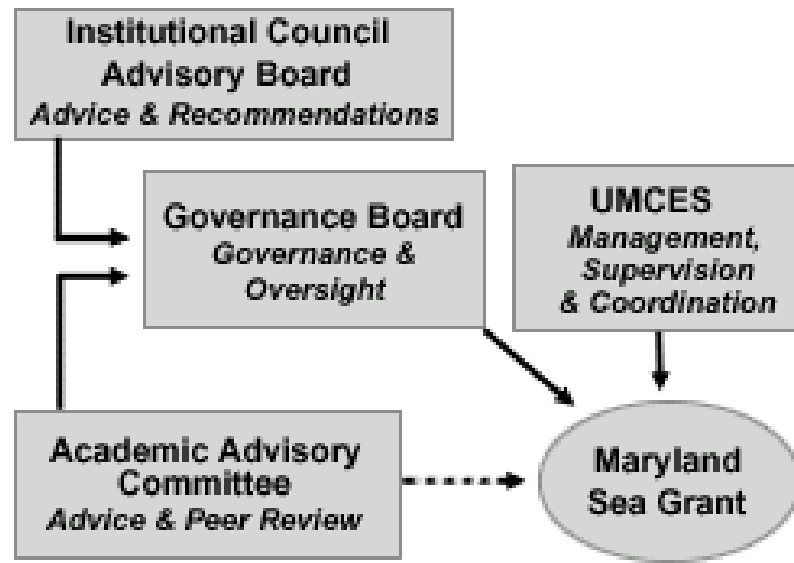 Institutional Council
Advisory Board
Advice & Recommendations
Governance Board
Governance &
Oversight
UMCES
Management,
Supervision
& Coordination
Academic Advisory
Committee
Advice & Peer Review
Maryland
Sea Grant